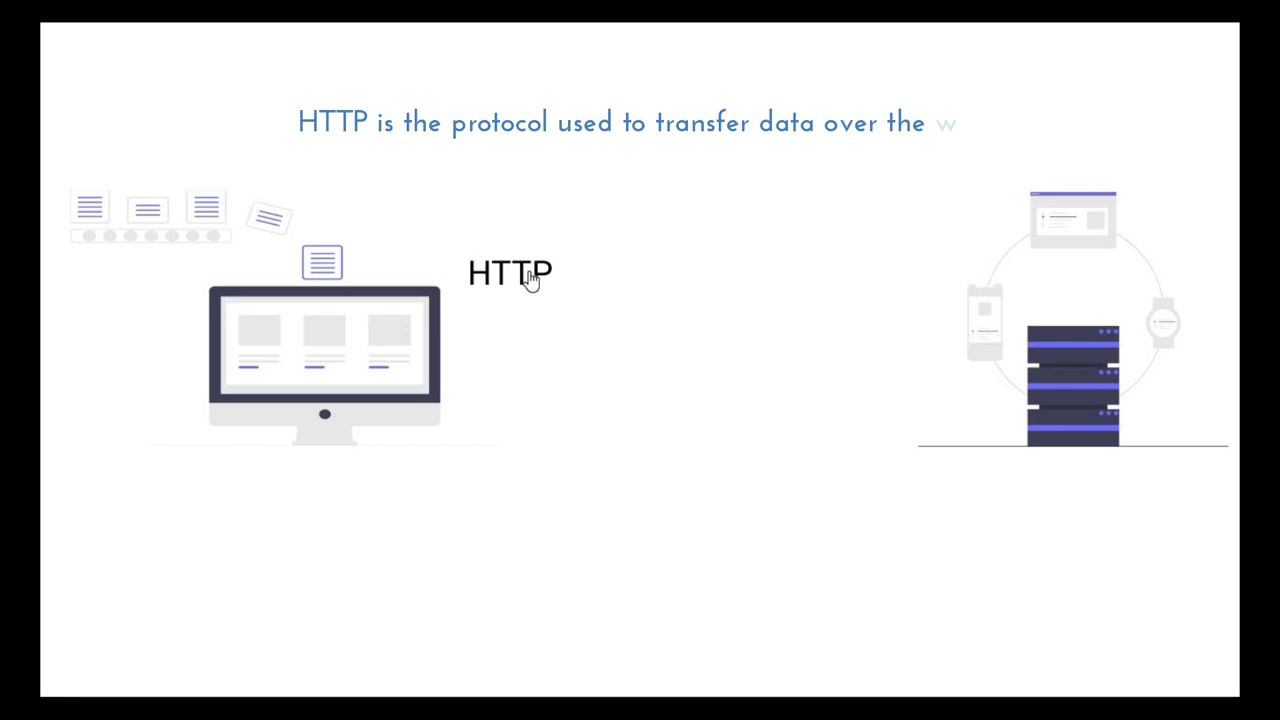 HTTP is the protocol used to transfer data over the w
HTTP